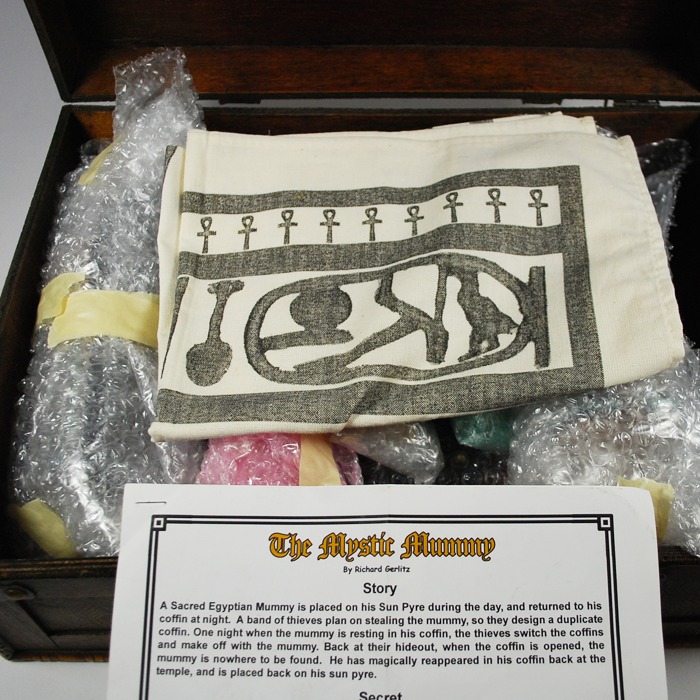 The Mystic Mummy
By Richard Gerlitz
Story
A Sacred Egyptian Mummy is placed on his Sun Pyre during the day, and returned to his
coffin at night.  A band of thieves plan on stealing the mummy, so they design a duplicate
coffin. One night when the mummy is resting in his coffin, the thieves switch the coffins
and make off with the mummy. Back at their hideout, when the coffin is opened, the
mummy is nowhere to be found.  He has magically reappeared in his coffin back at the
temple, and is placed back on his sun pyre.
Secret